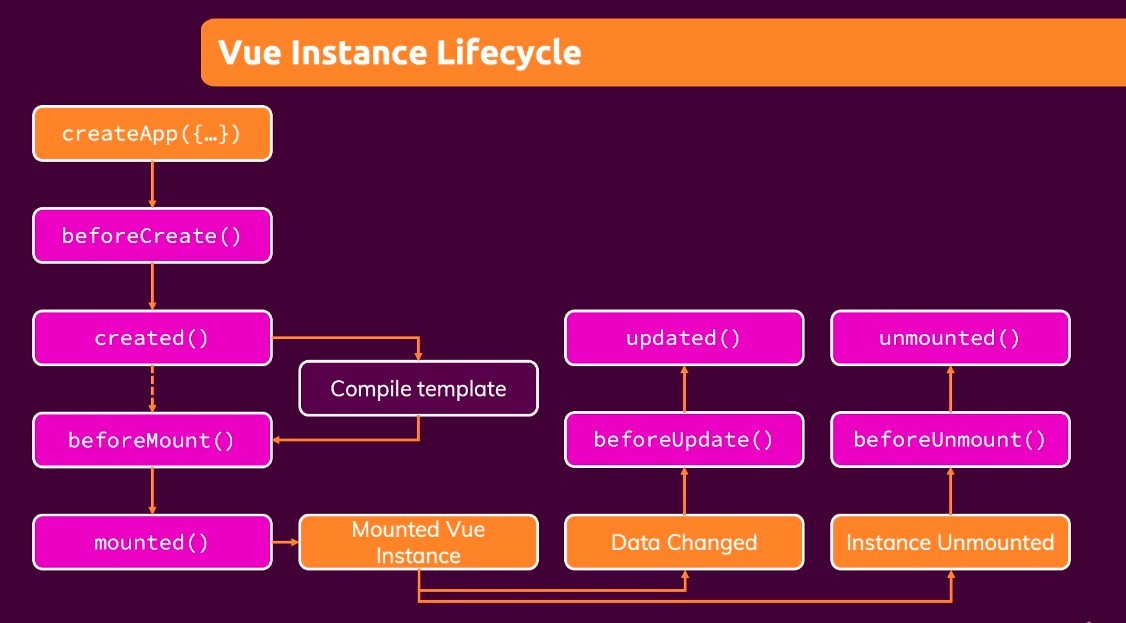 Vue Instance Lifecycle
createApp({…})
beforeCreate()
created()
Compile template
beforeMount()
mounted()
Mounted Vue
Instance
updated()
beforeUpdate()
Data Changed
unmounted()
beforeUnmount()
Instance Unmounted